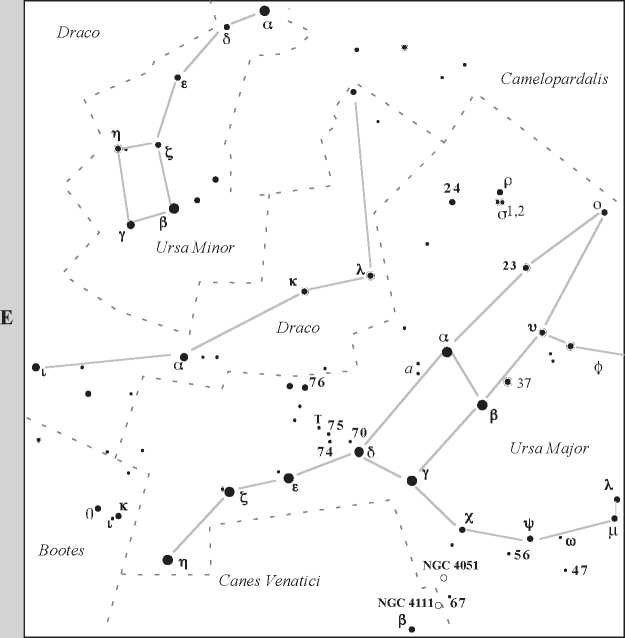 α
δ
Draco
ε
Camelopardalis
η
ζ
24
ρ
σ1,2
ο
β
γ
Ursa Minor
λ
23
κ
E
Draco
υ
α
ι
α
a
φ
76
37
β
T
75
70
74
δ
Ursa Major
γ
ε
ζ
λ
θ
κ
ι
χ
ψ
ω
μ
Bootes
η
56
NGC 4051
47
Canes Venatici
NGC 4111
67
β